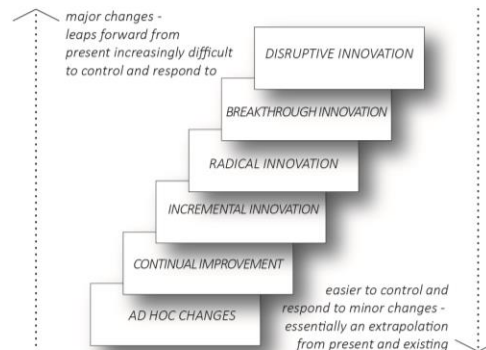 major changes -
leaps forward from
present increasingly difficult
to control and respond to
DISRUPTIVE INNOVATION
BREAKTHROUGH INNOVATION
RADICAL INNOVATION
INCREMENTAL INNOVATION
CONTINUAL IMPROVEMENT
AD HOC CHANGES
easier to control and
respond to minor changes -
essentially an extrapolation
from present and existing